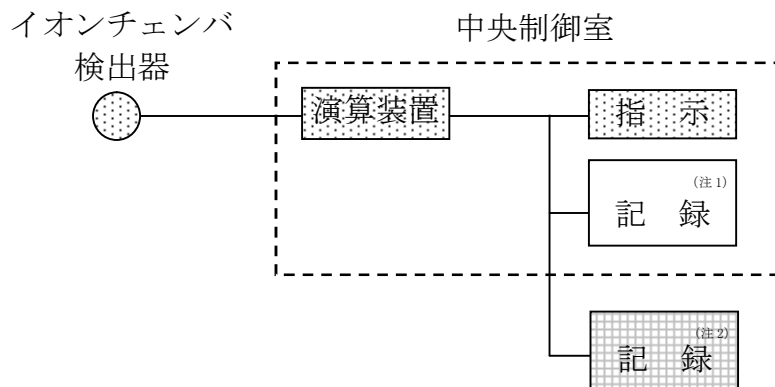 イオンチェンバ
検出器
中央制御室
演算装置
指 示
(注1)
記 録
(注2)
記 録